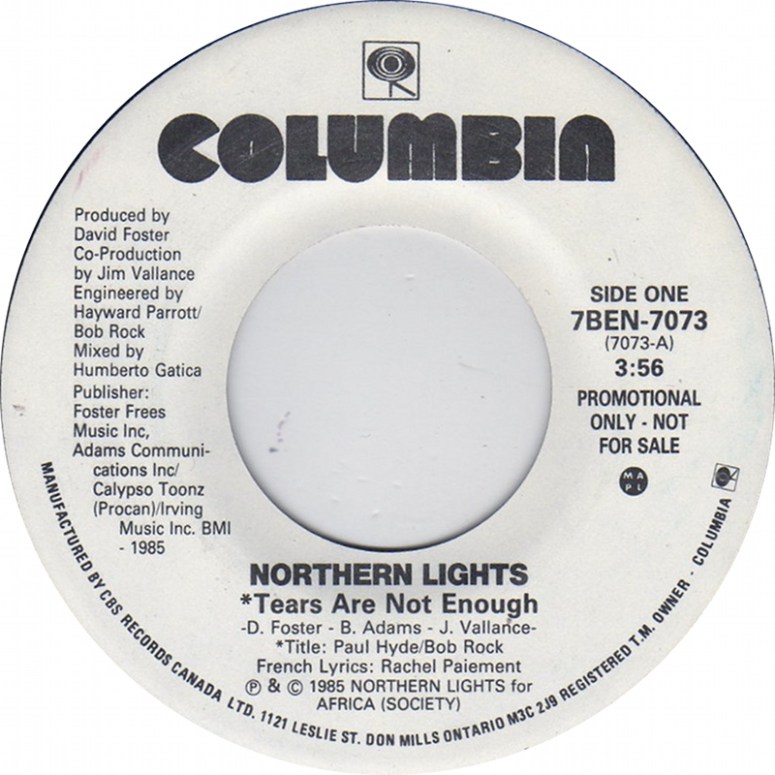 COLUMBIA
Produced by
David Foster
Co-Production
by Jim Vallance
Engineered by
Hayward Parrott/
Bob Rock
Mixed by
Humberto Gatica
Publisher:
Foster Frees
Music Inc,
Adams Communi-
cations Inc/
Calypso Toonz
(Procan)/Irving
Music Inc. BMI
- 1985
SIDE ONE
7BEN-7073
(7073-A)
3:56
PROMOTIONAL
ONLY - NOT
FOR SALE
M A
P L
NORTHERN LIGHTS
*Tears Are Not Enough
-D. Foster - B. Adams - J. Vallance-
*Title: Paul Hyde/Bob Rock
French Lyrics: Rachel Paiement
℗ & © 1985 NORTHERN LIGHTS for
AFRICA (SOCIETY)
MANUFACTURED BY CBS RECORDS CANADA LTD. 1121 LESLIE ST. DON MILLS ONTARIO M3C 2J9 REGISTERED T.M. OWNER - COLUMBIA